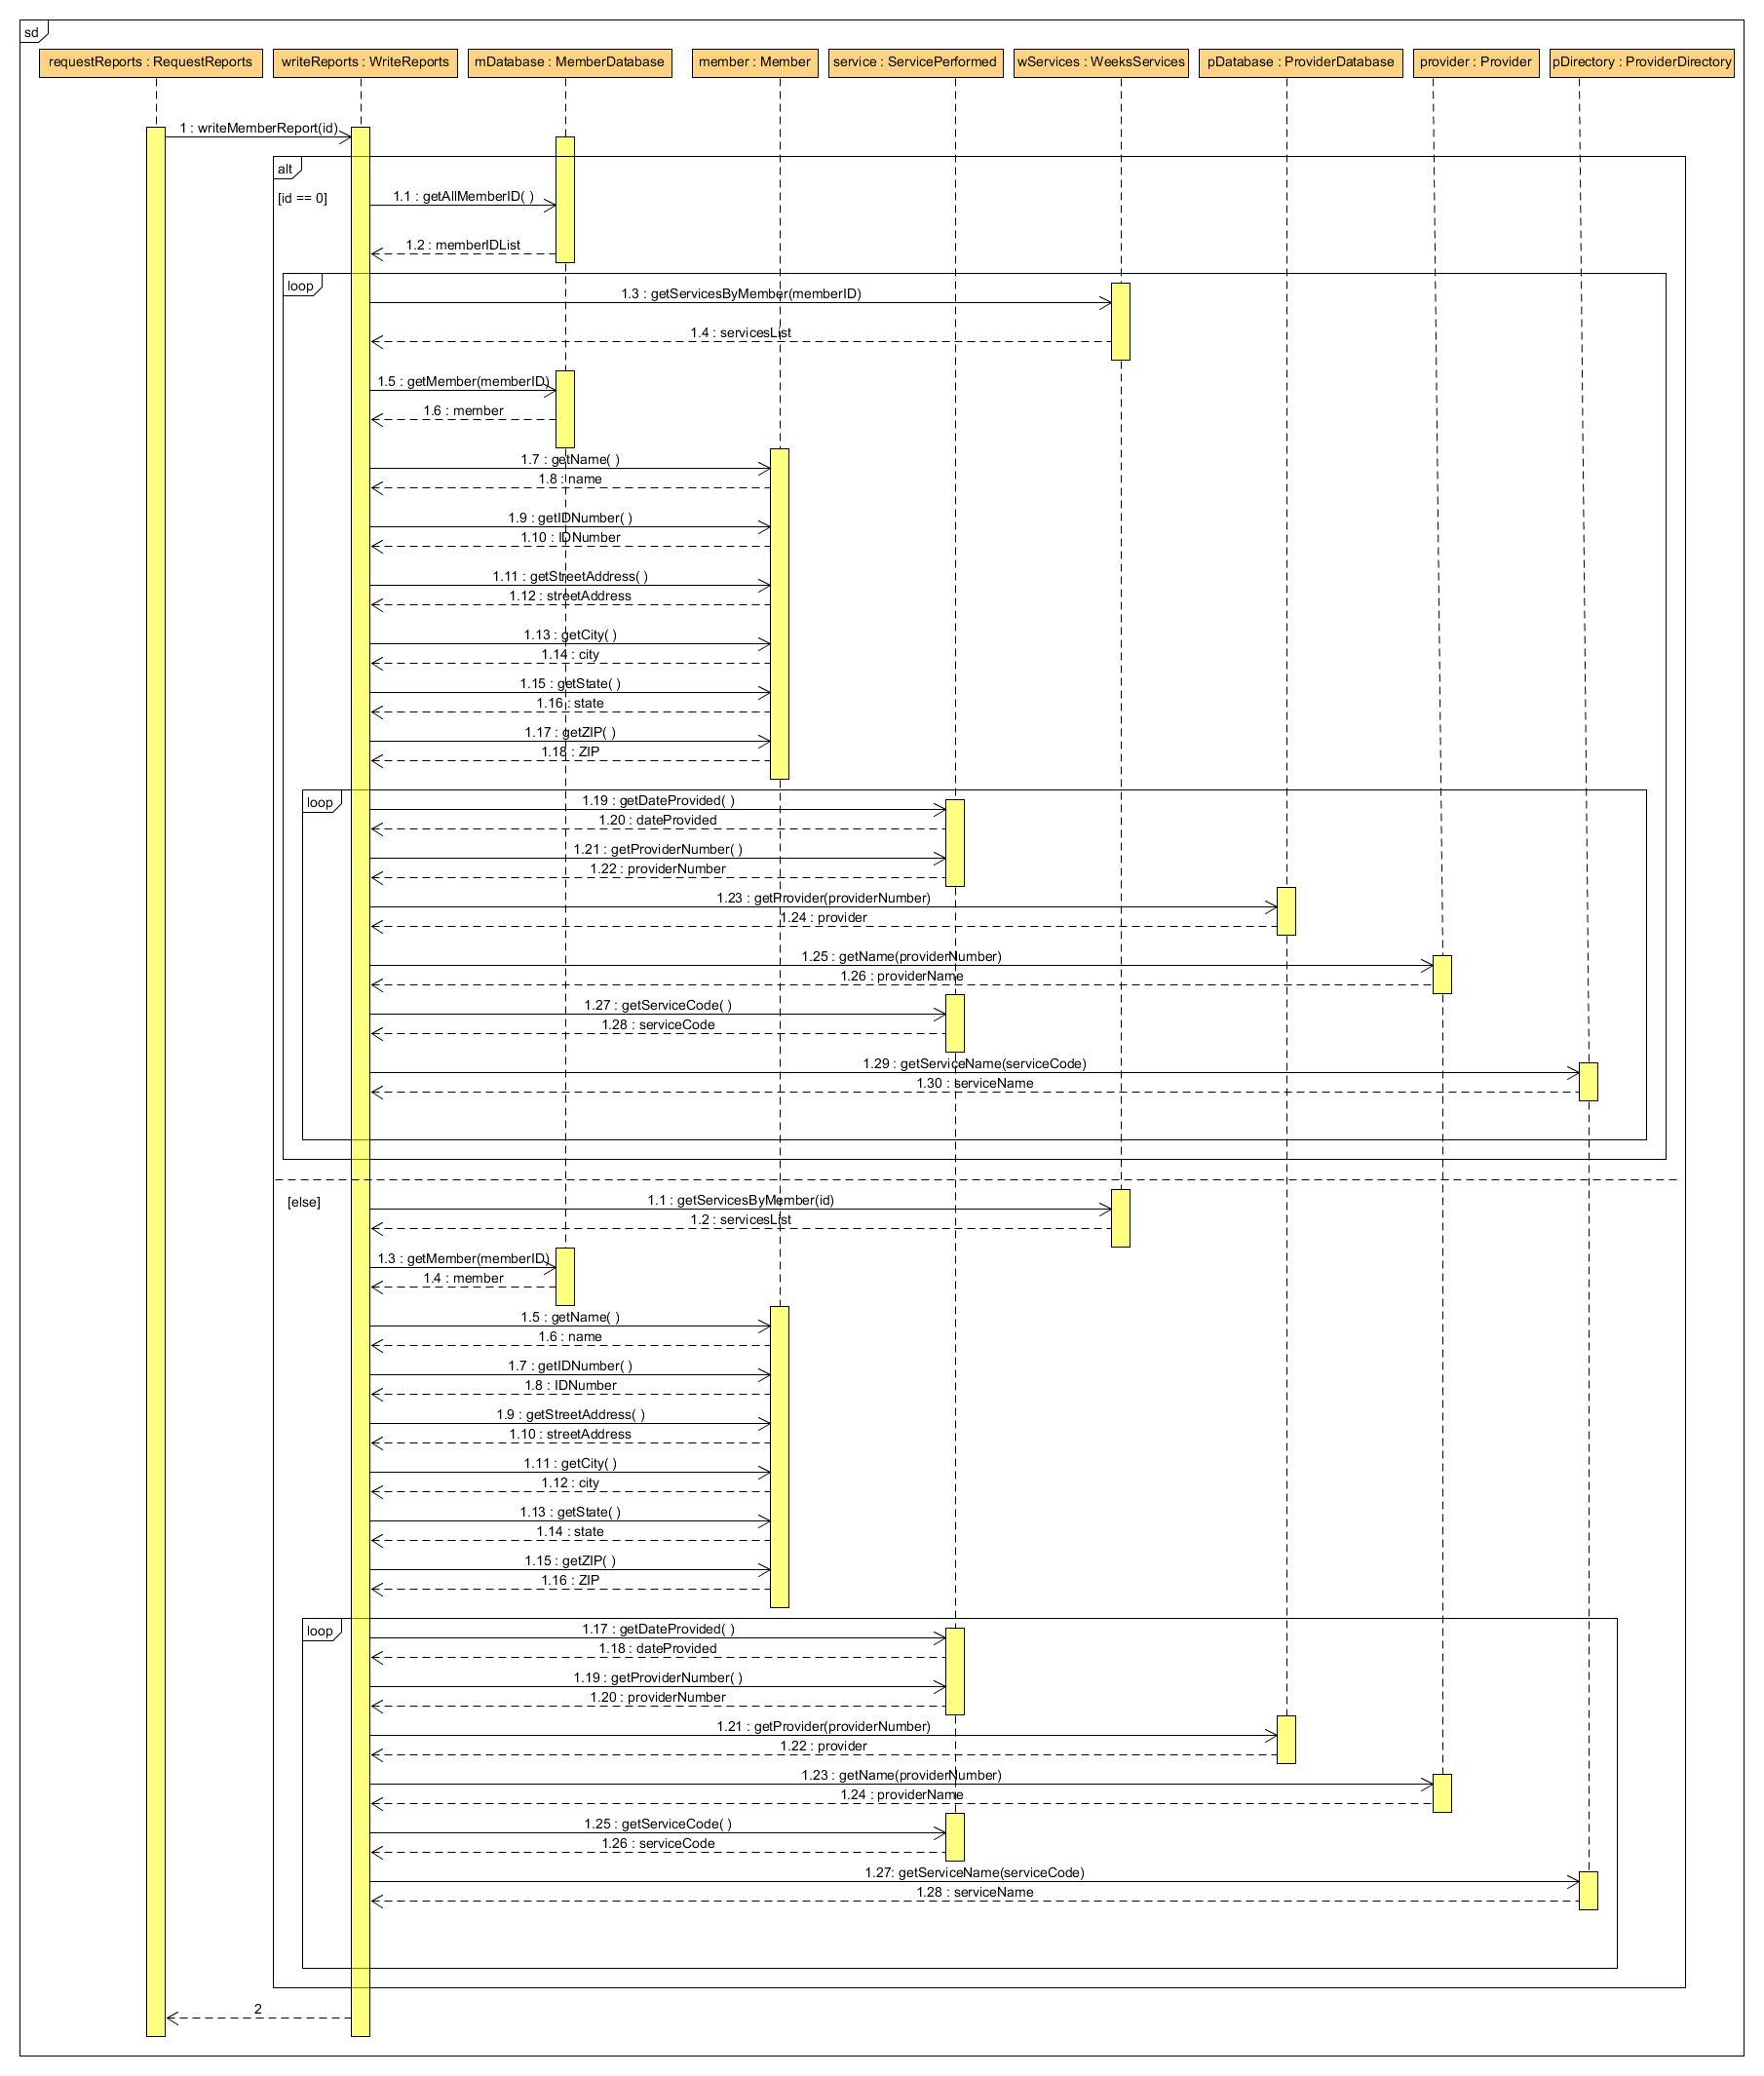 sd
requestReports : RequestReports
writeReports : WriteReports
mDatabase : MemberDatabase
member : Member
service : ServicePerformed
wServices : WeeksServices
pDatabase : ProviderDatabase
provider : Provider
pDirectory : ProviderDirectory
1 : writeMemberReport(id)
alt
[id == 0]
1.1 : getAllMemberID( )
1.2 : memberIDList
loop
1.3 : getServicesByMember(memberID)
1.4 : servicesList
1.5 : getMember(memberID)
1.6 : member
1.7 : getName( )
1.8 : name
1.9 : getIDNumber( )
1.10 : IDNumber
1.11 : getStreetAddress( )
1.12 : streetAddress
1.13 : getCity( )
1.14 : city
1.15 : getState( )
1.16 : state
1.17 : getZIP( )
1.18 : ZIP
loop
1.19 : getDateProvided( )
1.20 : dateProvided
1.21 : getProviderNumber( )
1.22 : providerNumber
1.23 : getProvider(providerNumber)
1.24 : provider
1.25 : getName(providerNumber)
1.26 : providerName
1.27 : getServiceCode( )
1.28 : serviceCode
1.29 : getServiceName(serviceCode)
1.30 : serviceName
[else]
1.1 : getServicesByMember(id)
1.2 : servicesList
1.3 : getMember(memberID)
1.4 : member
1.5 : getName( )
1.6 : name
1.7 : getIDNumber( )
1.8 : IDNumber
1.9 : getStreetAddress( )
1.10 : streetAddress
1.11 : getCity( )
1.12 : city
1.13 : getState( )
1.14 : state
1.15 : getZIP( )
1.16 : ZIP
loop
1.17 : getDateProvided( )
1.18 : dateProvided
1.19 : getProviderNumber( )
1.20 : providerNumber
1.21 : getProvider(providerNumber)
1.22 : provider
1.23 : getName(providerNumber)
1.24 : providerName
1.25 : getServiceCode( )
1.26 : serviceCode
1.27: getServiceName(serviceCode)
1.28 : serviceName
2